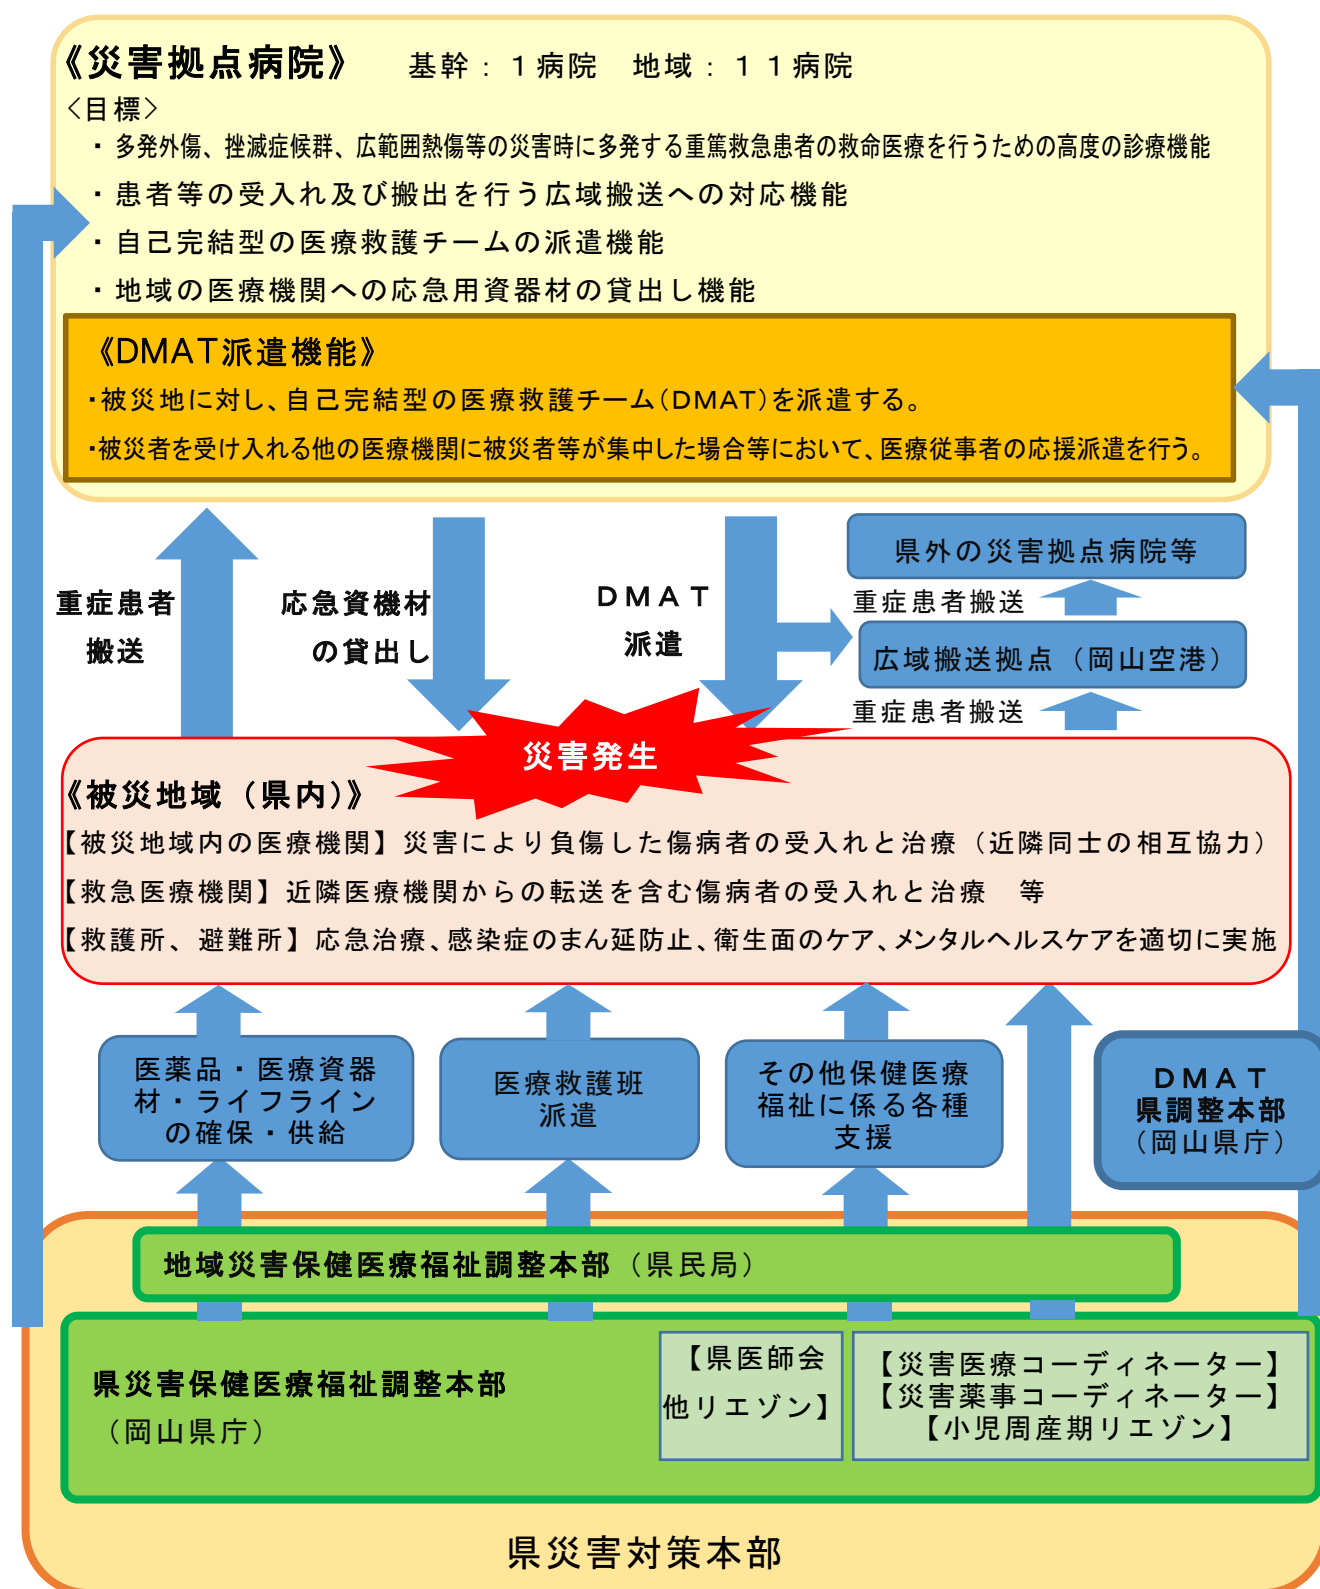 《災害拠点病院》　基幹：１病院　地域：１１病院
<目標>
・多発外傷、挫滅症候群、広範囲熱傷等の災害時に多発する重篤救急患者の救命医療を行うための高度の診療機能
・患者等の受入れ及び搬出を行う広域搬送への対応機能
・自己完結型の医療救護チームの派遣機能
・地域の医療機関への応急用資器材の貸出し機能
《DMAT派遣機能》
・被災地に対し、自己完結型の医療救護チーム(DMAT)を派遣する。
・被災者を受け入れる他の医療機関に被災者等が集中した場合等において、医療従事者の応援派遣を行う。
重症患者
搬送
応急資機材
の貸出し
ＤＭＡＴ
派遣
県外の災害拠点病院等
重症患者搬送
広域搬送拠点（岡山空港）
重症患者搬送
災害発生
《被災地域（県内）》
【被災地域内の医療機関】災害により負傷した傷病者の受入れと治療（近隣同士の相互協力）
【救急医療機関】近隣医療機関からの転送を含む傷病者の受入れと治療　等
【救護所、避難所】応急治療、感染症のまん延防止、衛生面のケア、メンタルヘルスケアを適切に実施
医薬品・医療資器
材・ライフライン
の確保・供給
医療救護班
派遣
その他保健医療
福祉に係る各種
支援
ＤＭＡＴ
県調整本部
（岡山県庁）
地域災害保健医療福祉調整本部（県民局）
県災害保健医療福祉調整本部
（岡山県庁）
【県医師会
他リエゾン】
【災害医療コーディネーター】
【災害薬事コーディネーター】
【小児周産期リエゾン】
県災害対策本部